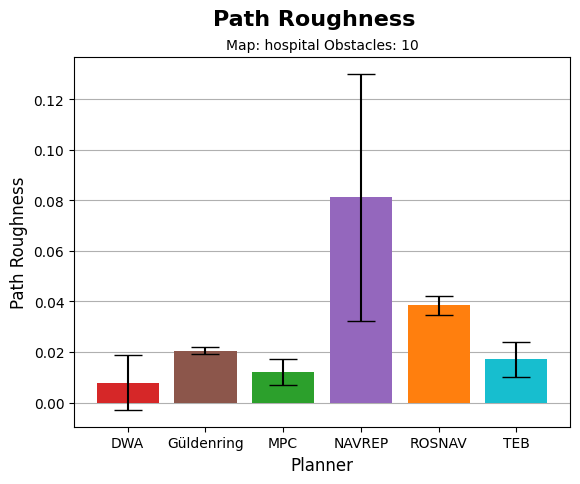 Path Roughness
Map: hospital Obstacles: 10
Path Roughness
0.12
0.10
0.08
0.06
0.04
0.02
0.00
DWA Güldenring MPC NAVREP ROSNAV TEB
Planner